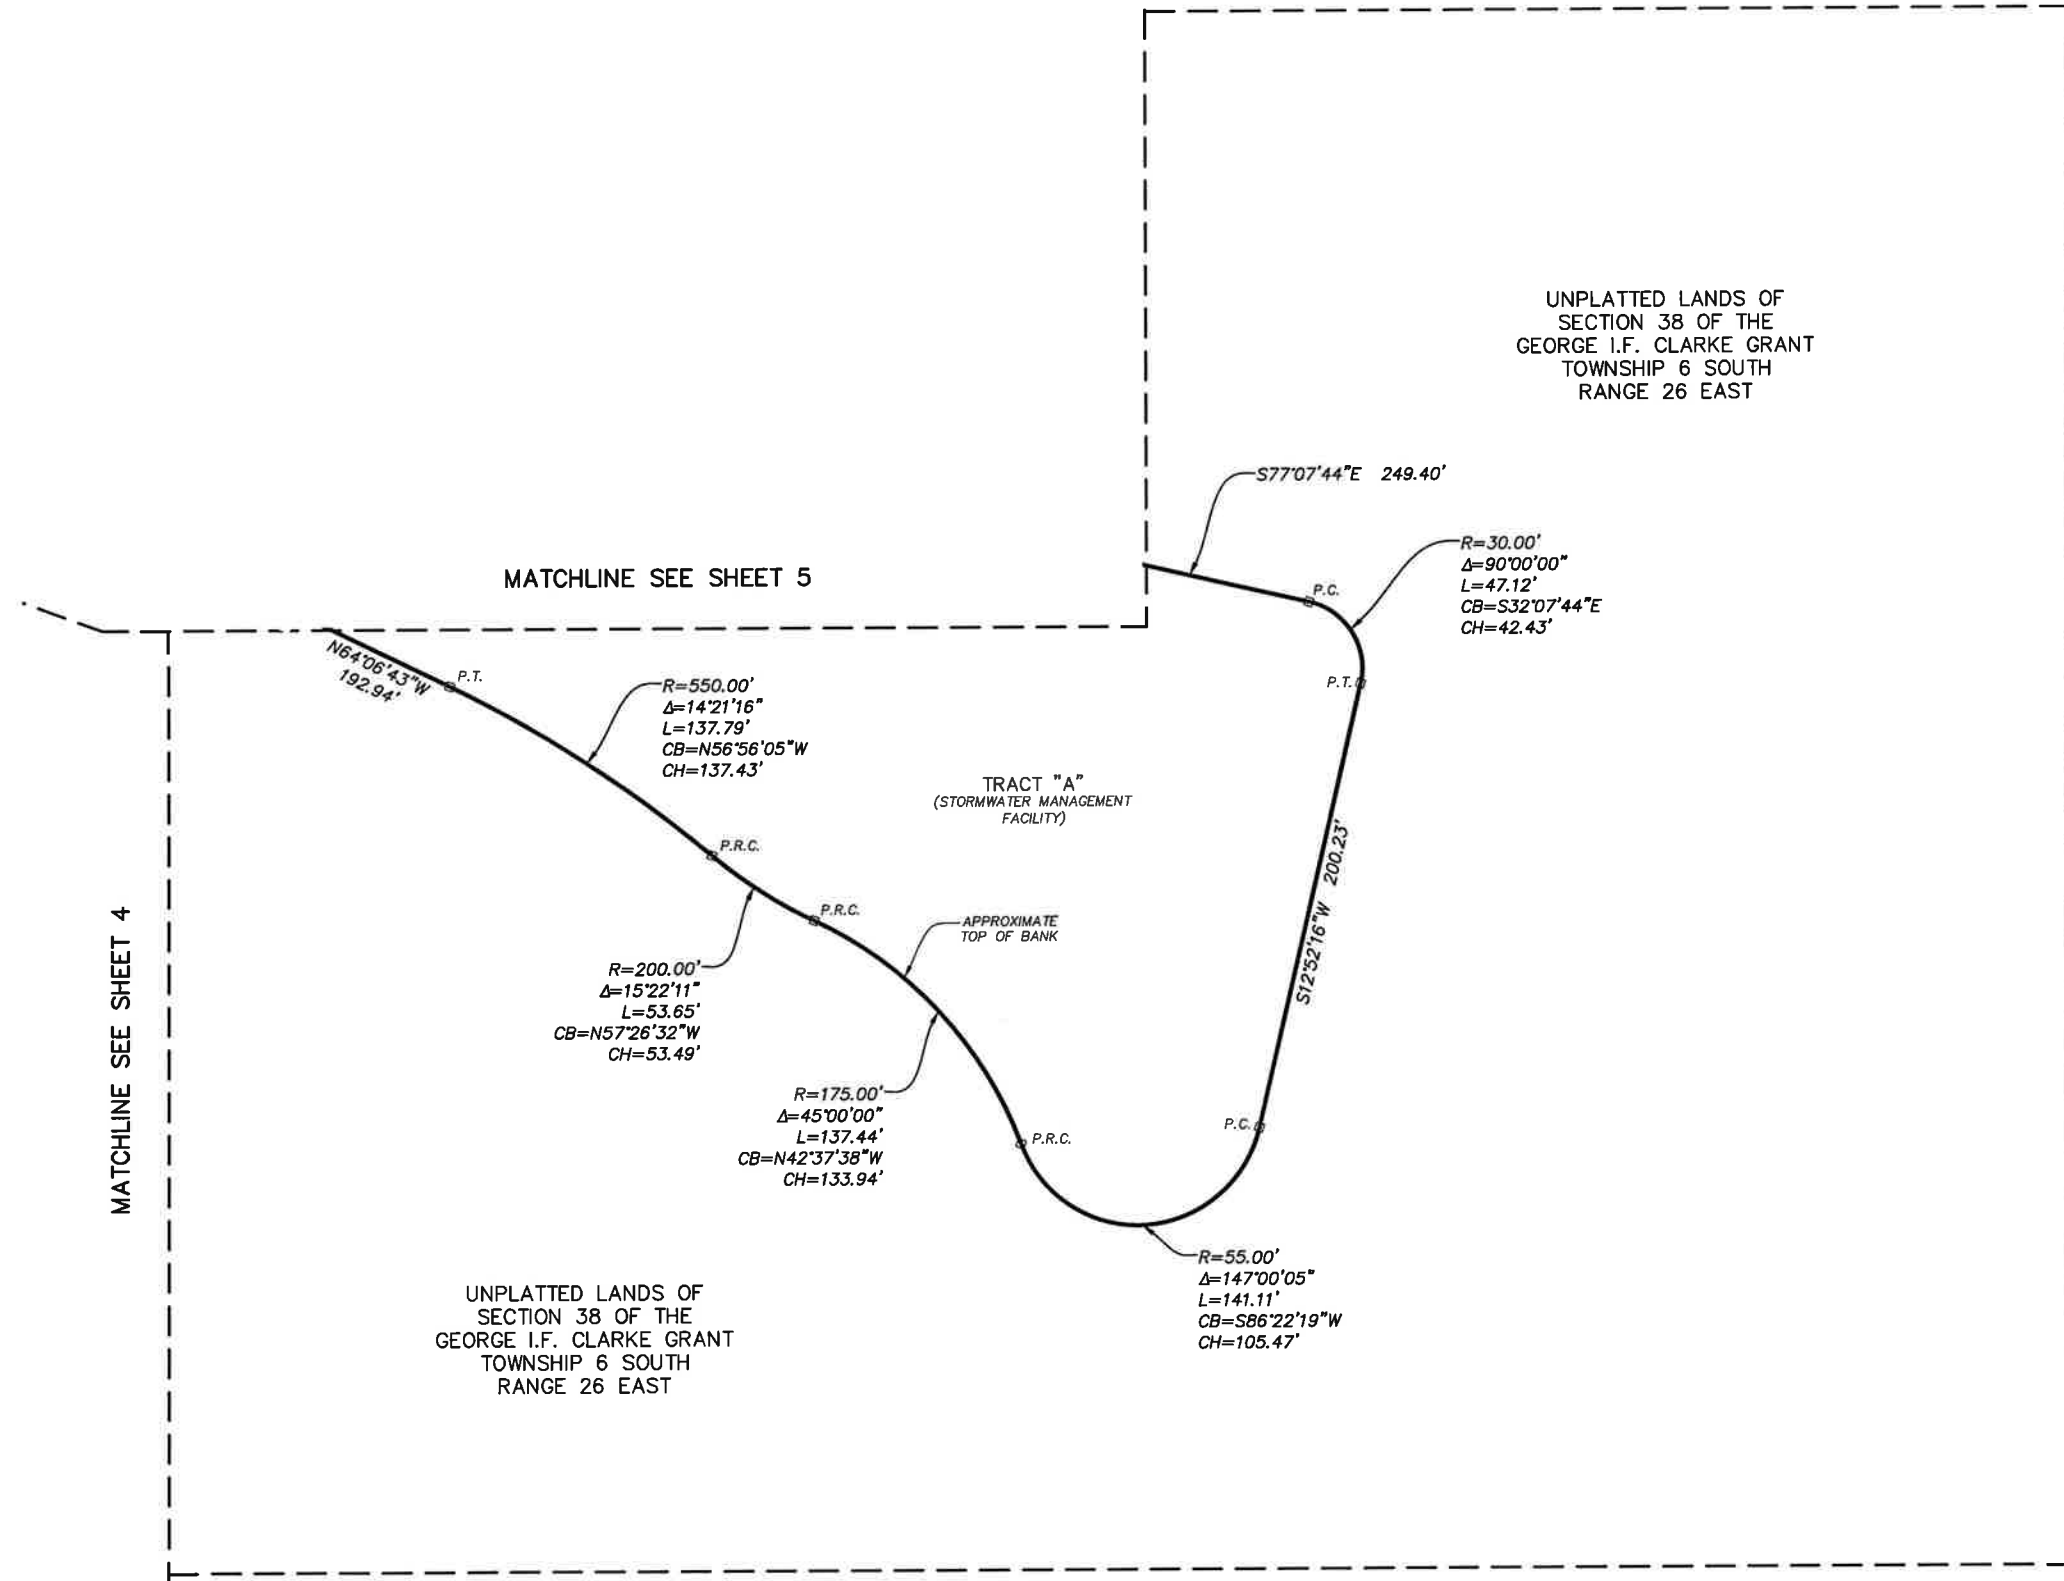 UNPLATTED LANDS OF
SECTION 38 OF THE
GEORGE I.F. CLARKE GRANT
TOWNSHIP 6 SOUTH
RANGE 26 EAST
S77°07'44"E 249.40'
R=30.00'
Δ=90°00'00"
L=47.12'
CB=S32°07'44"E
CH=42.43'
MATCHLINE SEE SHEET 5
P.C.
P.T.
N64°06'43"W
192.94'
P.T.
R=550.00'
Δ=14°21'16"
L=137.79'
CB=N56°56'05"W
CH=137.43'
TRACT "A"
(STORMWATER MANAGEMENT
FACILITY)
S12°52'16"W 200.23'
P.R.C.
P.R.C.
APPROXIMATE
TOP OF BANK
MATCHLINE SEE SHEET 4
R=200.00'
Δ=15°22'11"
L=53.65'
CB=N57°26'32"W
CH=53.49'
R=175.00'
Δ=45°00'00"
L=137.44'
CB=N42°37'38"W
CH=133.94'
P.R.C.
P.C.
R=55.00'
Δ=147°00'05"
L=141.11'
CB=S86°22'19"W
CH=105.47'
UNPLATTED LANDS OF
SECTION 38 OF THE
GEORGE I.F. CLARKE GRANT
TOWNSHIP 6 SOUTH
RANGE 26 EAST